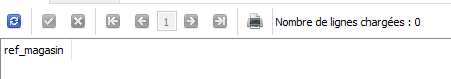 1
Nombre de lignes chargées : 0
ref_magasin